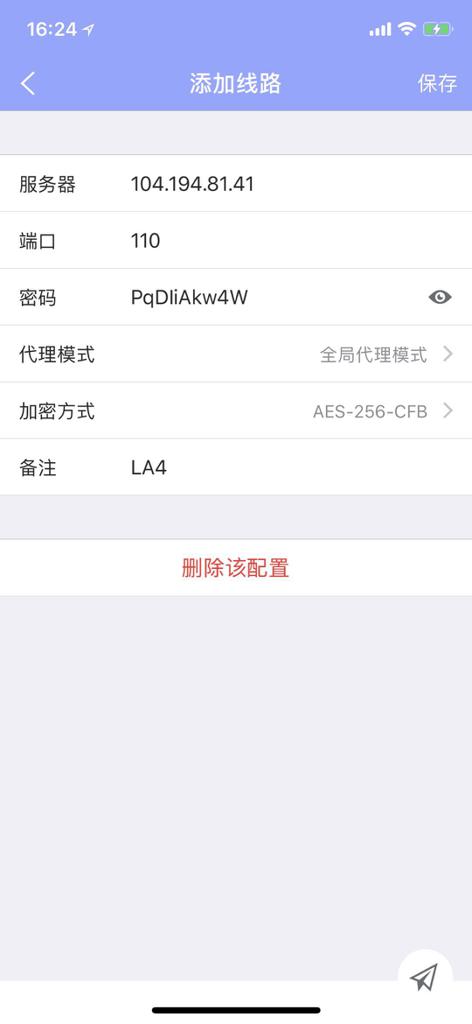 16:24
添加线路
保存
服务器 104.194.81.41
端口 110
密码 PqDIiAkw4W
代理模式 全局代理模式
加密方式 AES-256-CFB
备注 LA4
删除该配置